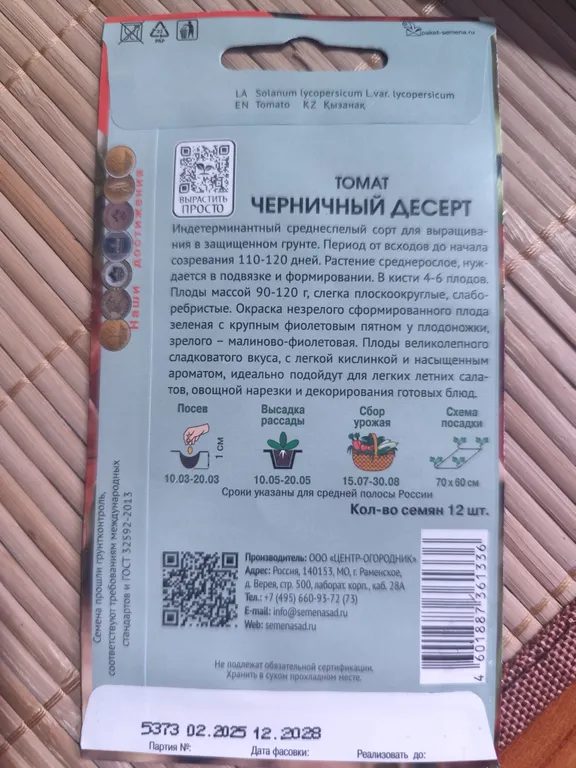 paket-semena.ru
PAP
LA Solanum lycopersicum L.var. lycopersicum
EN Tomato KZ Қызанақ
ВЫРАСТИТЬ
ПРОСТО
ТОМАТ
ЧЕРНИЧНЫЙ ДЕСЕРТ
Индетерминантный среднеспелый сорт для выращива-
ния в защищенном грунте. Период от всходов до начала
созревания 110-120 дней. Растение среднерослое, нуж-
дается в подвязке и формировании. В кисти 4-6 плодов.
Плоды массой 90-120 г, слегка плоскоокруглые, слабо-
ребристые. Окраска незрелого сформированного плода
зеленая с крупным фиолетовым пятном у плодоножки,
зрелого – малиново-фиолетовая. Плоды великолепного
сладковатого вкуса, с легкой кислинкой и насыщенным
ароматом, идеально подойдут для легких летних сала-
тов, овощной нарезки и декорирования готовых блюд.
Наши достижения
Посев
1 см
10.03-20.03
Высадка
рассады
10.05-20.05
Сбор
урожая
15.07-30.08
Схема
посадки
70 x 60 см
Сроки указаны для средней полосы России
Кол-во семян 12 шт.
Семена прошли грунтконтроль,
соответствуют требованиям международных
стандартов и ГОСТ 32592-2013
Производитель: ООО «ЦЕНТР-ОГОРОДНИК»
Адрес: Россия, 140153, МО, г. Раменское,
д. Верея, стр. 500, лаборат. корп., каб. 28А
Тел.: +7 (495) 660-93-72 (73)
E-mail: info@semenasad.ru
Web: semenasad.ru
4 601887 361336
Не подлежат обязательной сертификации.
Хранить в сухом прохладном месте.
5373 02.2025 12.2028
Партия №: Дата фасовки: Реализовать до: